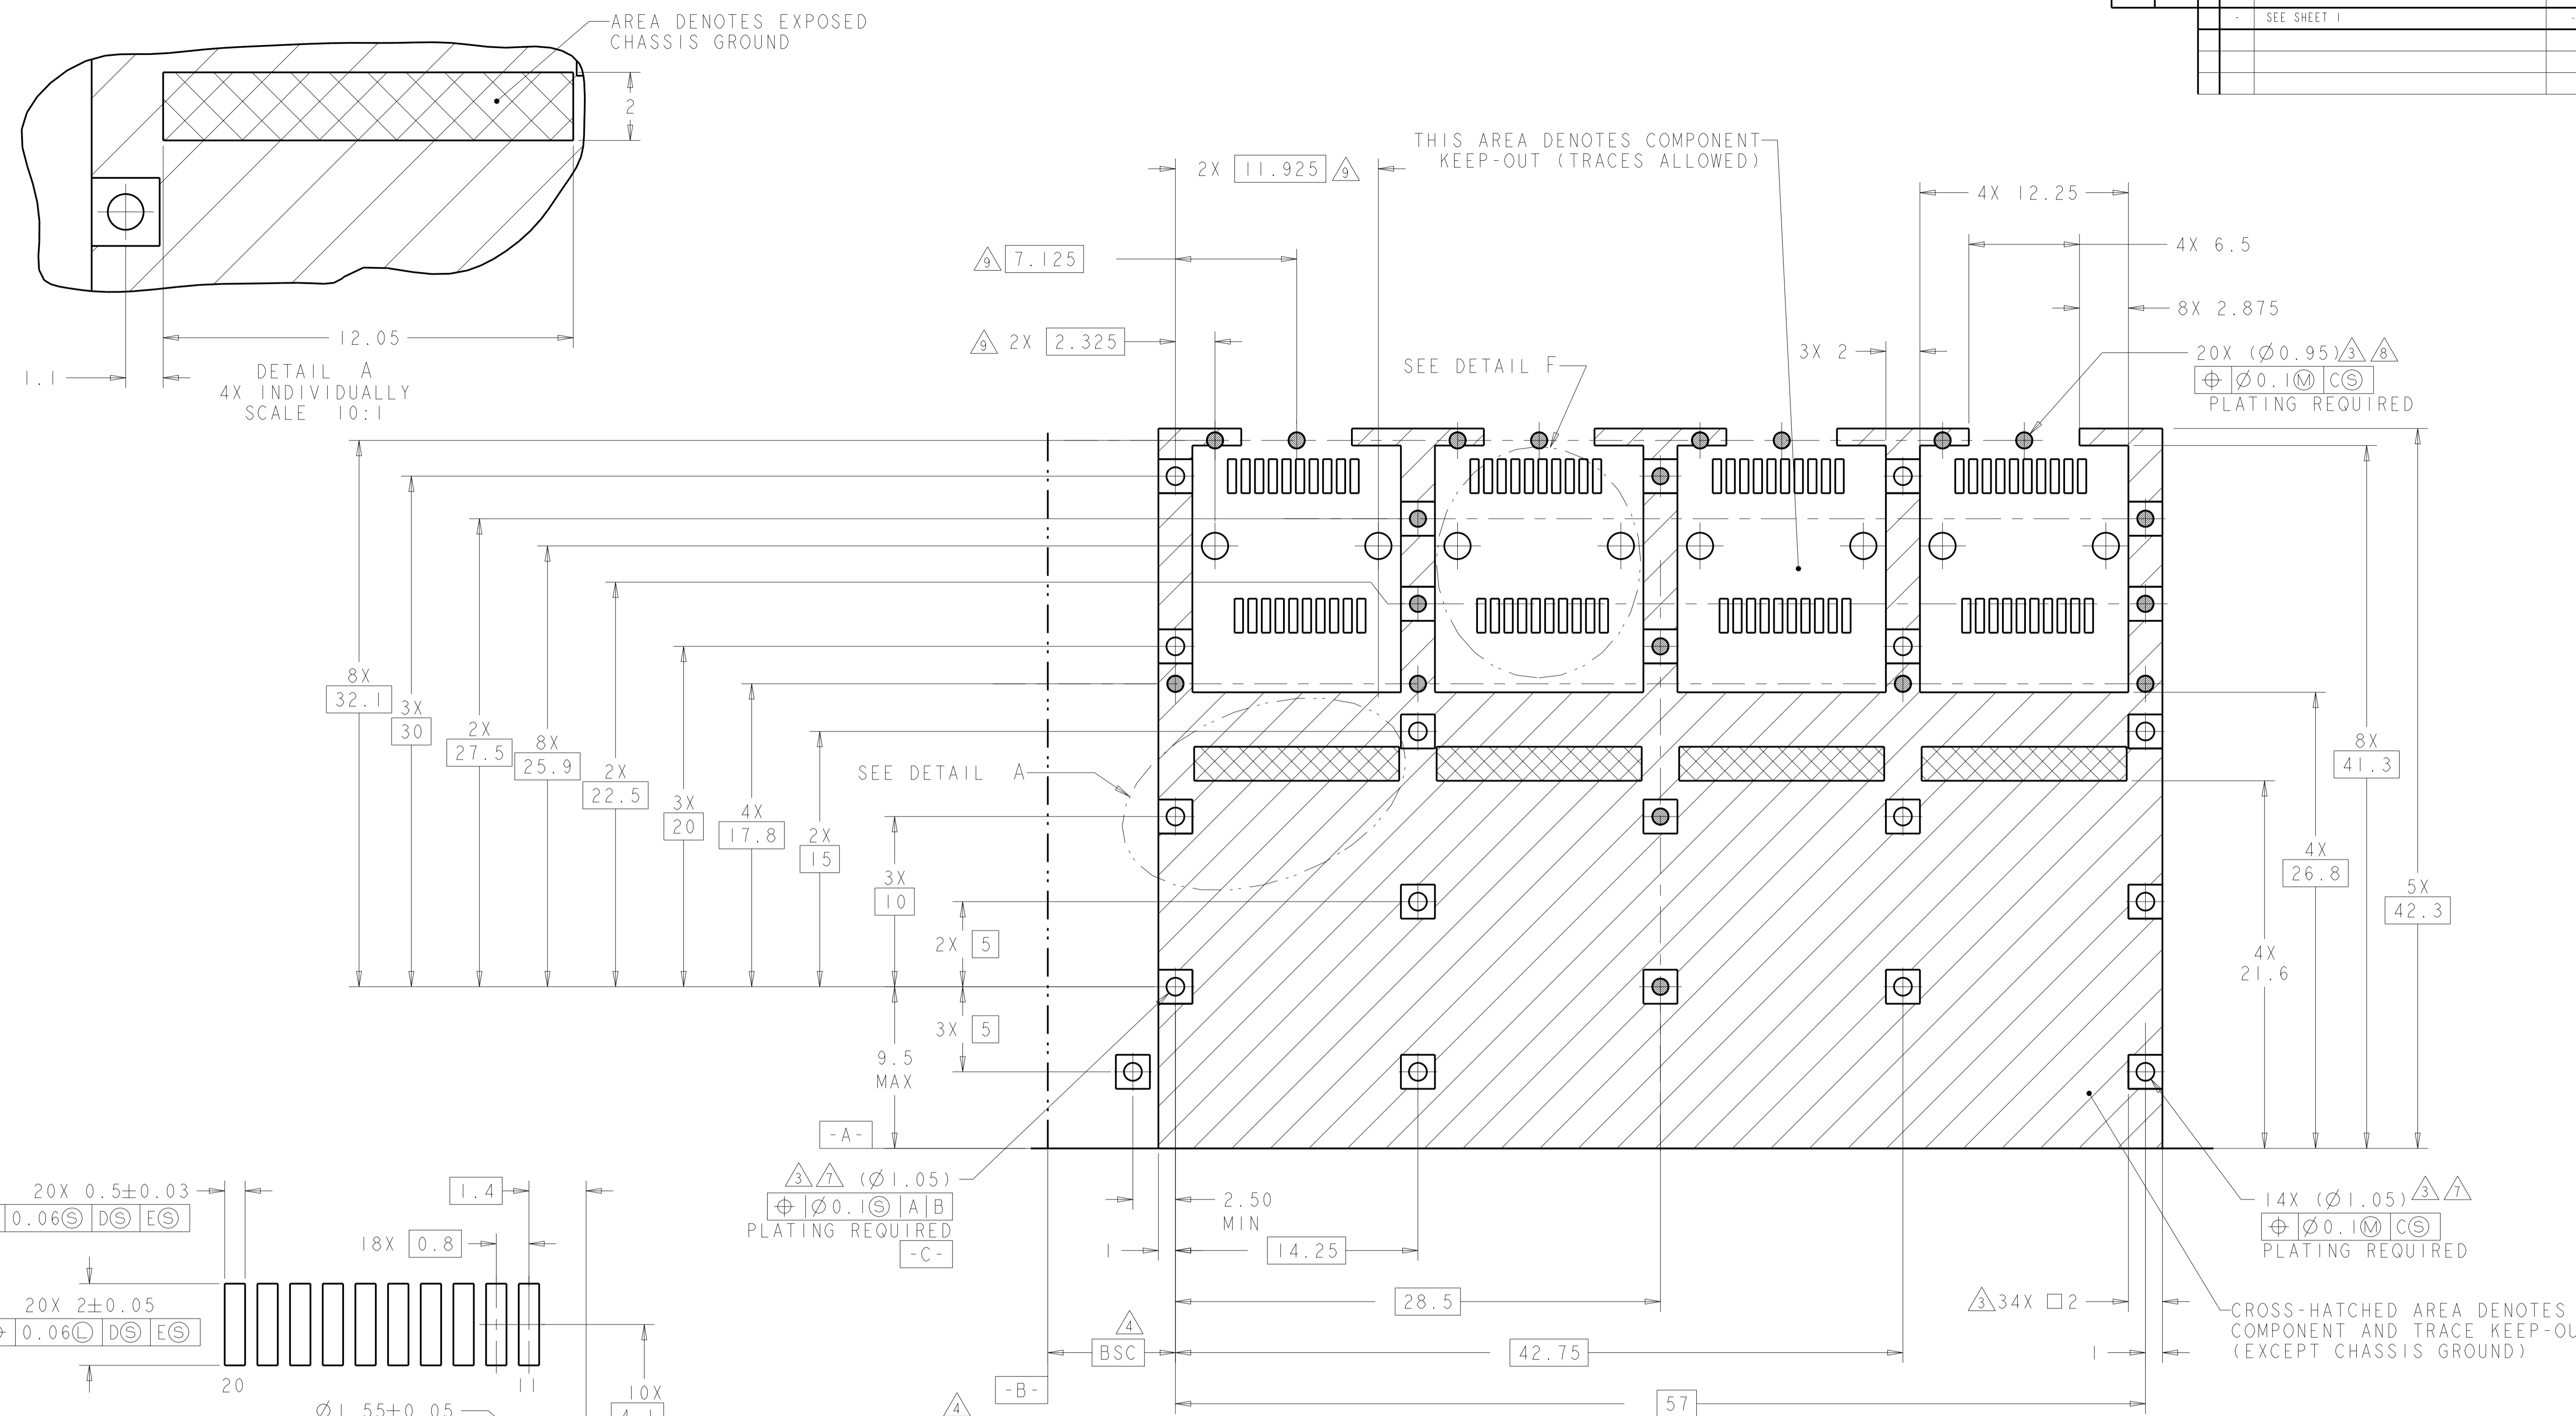 - SEE SHEET 1 -
AREA DENOTES EXPOSED
CHASSIS GROUND
2
12.05
1.1
DETAIL A
4X INDIVIDUALLY
SCALE 10:1
THIS AREA DENOTES COMPONENT
KEEP-OUT (TRACES ALLOWED)
2X 11.925 9
9 7.125
9 2X 2.325
SEE DETAIL F
4X 12.25
4X 6.5
8X 2.875
3X 2
20X (Ø0.95) 3 8
⌖ Ø0.1Ⓜ CⓈ
PLATING REQUIRED
8X
32.1
3X
30
2X
27.5
8X
25.9
2X
22.5
3X
20
4X
17.8
2X
15
3X
10
2X 5
3X 5
9.5
MAX
SEE DETAIL A
8X
41.3
4X
26.8
5X
42.3
4X
21.6
-A-
3 7 (Ø1.05)
⌖ Ø0.1Ⓢ A B
PLATING REQUIRED
-C-
2.50
MIN
1
14.25
28.5
4
BSC
42.75
-B-
57
4
14X (Ø1.05) 3 7
⌖ Ø0.1Ⓜ CⓈ
PLATING REQUIRED
3 34X □2
1
CROSS-HATCHED AREA DENOTES
COMPONENT AND TRACE
(EXCEPT CHASSIS GROUND)
20X 0.5±0.03
0.06Ⓢ DⓈ EⓈ
1.4
18X 0.8
20X 2±0.05
0.06Ⓛ DⓈ EⓈ
20
11
10X
4.1
Ø1.55±0.05